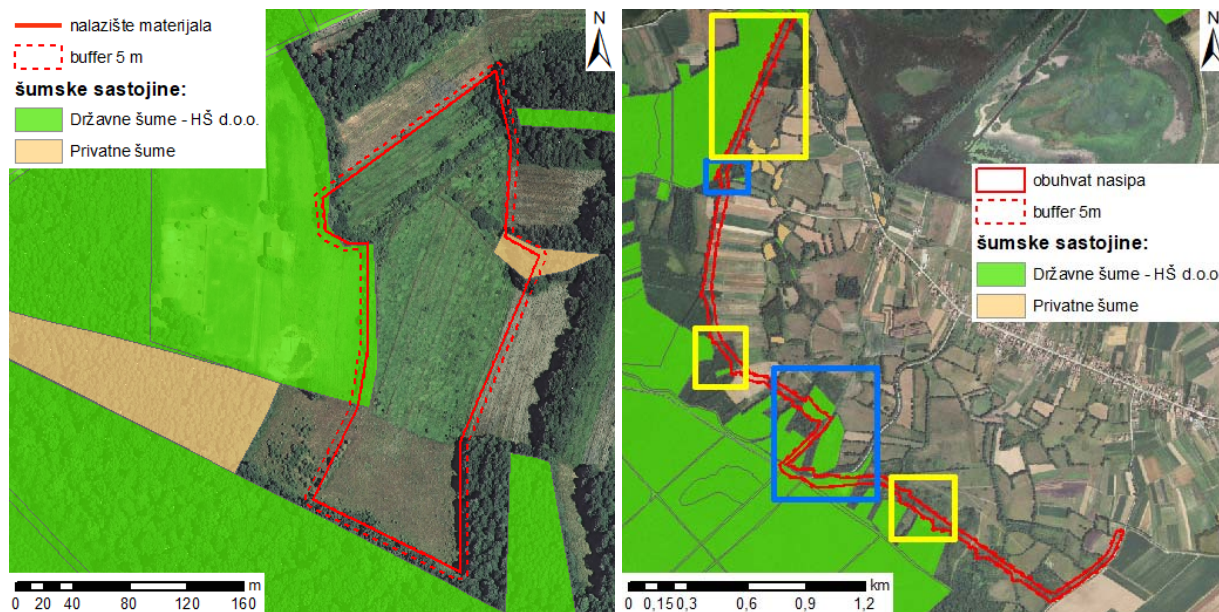 nalazište materijala
buffer 5 m
šumske sastojine:
Državne šume - HŠ d.o.o.
Privatne šume
N
m
0 20 40 80 120 160
N
obuhvat nasipa
buffer 5m
šumske sastojine:
Državne šume - HŠ d.o.o.
Privatne šume
km
0 0,15 0,3 0,6 0,9 1,2